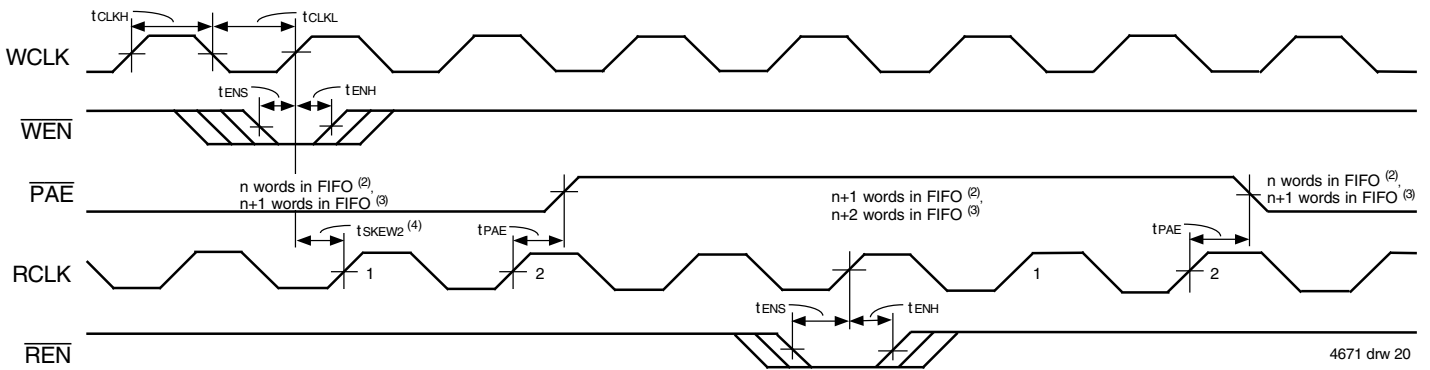 tCLKH tCLKL
WCLK
tENS tENH
WEN
n words in FIFO (2),
n+1 words in FIFO (3)
n+1 words in FIFO (2),
n+2 words in FIFO (3)
n words in FIFO (2),
n+1 words in FIFO (3)
PAE
tSKEW2 (4) tPAE tPAE
RCLK 1 2 1 2
tENS tENH
REN
4671 drw 20